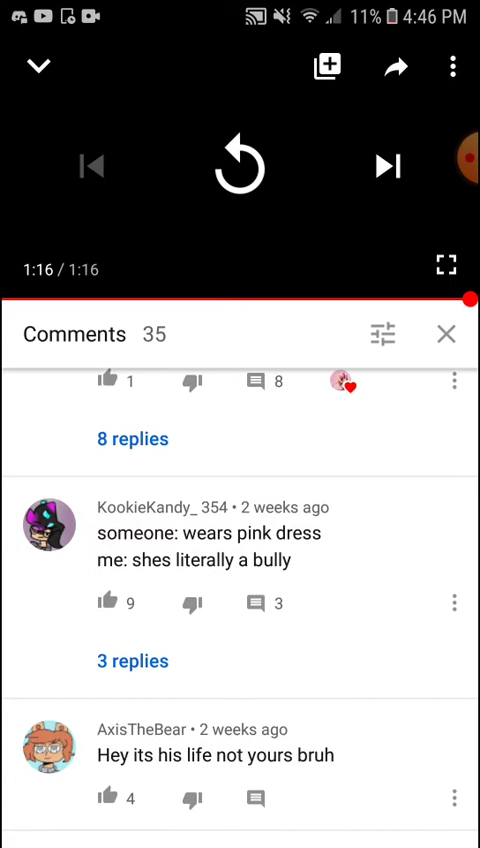 11% 4:46 PM
1:16 / 1:16
Comments 35
1 8
8 replies
KookieKandy_ 354 • 2 weeks ago
someone: wears pink dress
me: shes literally a bully
9 3
3 replies
AxisTheBear • 2 weeks ago
Hey its his life not yours bruh
4